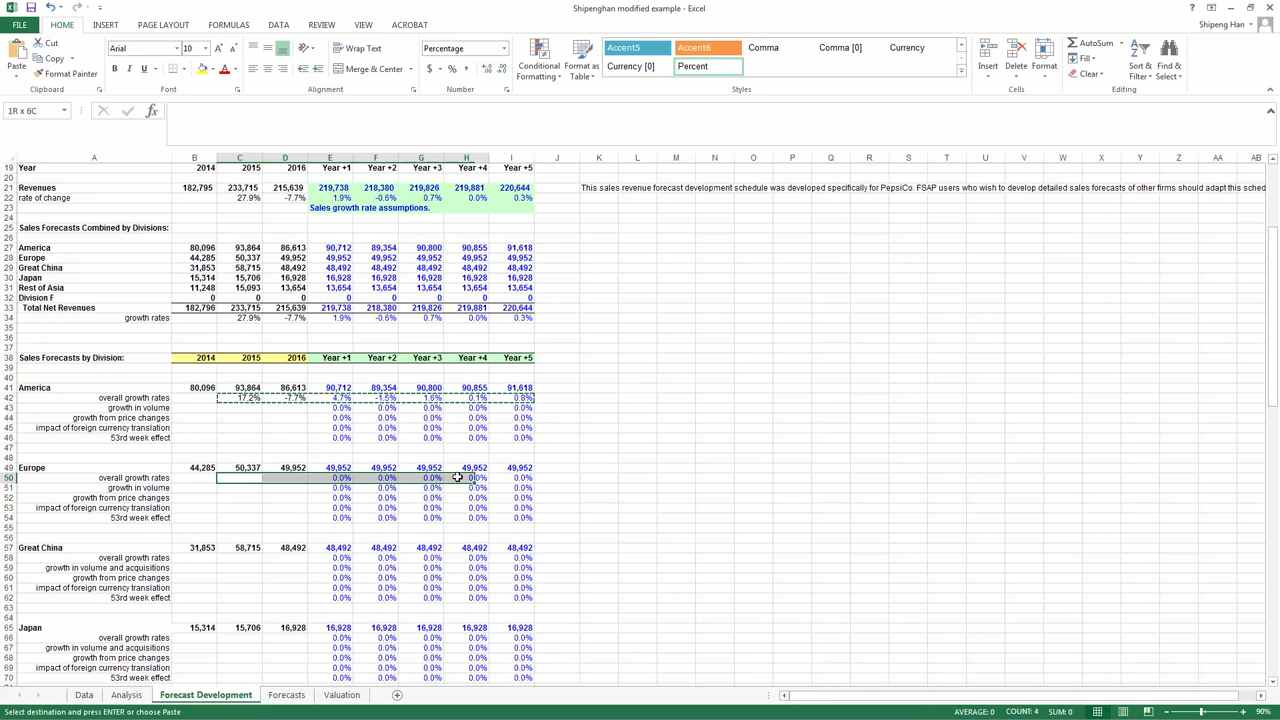 Shipenghan modified example - Excel
FILE HOME INSERT PAGE LAYOUT FORMULAS DATA REVIEW VIEW ACROBAT Shipeng Han
Cut Arial 10 Wrap Text Percentage Accent5 Accent6 Comma Comma [0] Currency AutoSum
Copy Fill
Paste Format Painter B I U Merge & Center $ % , Conditional Formatting Format as Table Currency [0] Percent Insert Delete Format Clear Sort & Filter Find & Select
Clipboard Font Alignment Number Styles Cells Editing
1R x 6C fx
A B C D E F G H I J K L M N O P Q R S T U V W X Y Z AA AB
19 Year 2014 2015 2016 Year +1 Year +2 Year +3 Year +4 Year +5
20
21 Revenues 182,795 233,715 215,639 219,738 218,380 219,826 219,881 220,644 This sales revenue forecast development schedule was developed specifically for PepsiCo. FSAP users who wish to develop detailed sales forecasts of other firms should adapt this sched
22 rate of change 27.9% -7.7% 1.9% -0.6% 0.7% 0.0% 0.3%
23 Sales growth rate assumptions.
24
25 Sales Forecasts Combined by Divisions:
26
27 America 80,096 93,864 86,613 90,712 89,354 90,800 90,855 91,618
28 Europe 44,285 50,337 49,952 49,952 49,952 49,952 49,952 49,952
29 Great China 31,853 58,715 48,492 48,492 48,492 48,492 48,492 48,492
30 Japan 15,314 15,706 16,928 16,928 16,928 16,928 16,928 16,928
31 Rest of Asia 11,248 15,093 13,654 13,654 13,654 13,654 13,654 13,654
32 Division F 0 0 0 0 0 0 0 0
33 Total Net Revenues 182,796 233,715 215,639 219,738 218,380 219,826 219,881 220,644
34 growth rates 27.9% -7.7% 1.9% -0.6% 0.7% 0.0% 0.3%
35
36
37
38 Sales Forecasts by Division: 2014 2015 2016 Year +1 Year +2 Year +3 Year +4 Year +5
39
40
41 America 80,096 93,864 86,613 90,712 89,354 90,800 90,855 91,618
42 overall growth rates 17.2% -7.7% 4.7% -1.5% 1.6% 0.1% 0.8%
43 growth in volume 0.0% 0.0% 0.0% 0.0% 0.0%
44 growth from price changes 0.0% 0.0% 0.0% 0.0% 0.0%
45 impact of foreign currency translation 0.0% 0.0% 0.0% 0.0% 0.0%
46 53rd week effect 0.0% 0.0% 0.0% 0.0% 0.0%
47
48
49 Europe 44,285 50,337 49,952 49,952 49,952 49,952 49,952 49,952
50 overall growth rates 0.0% 0.0% 0.0% 0.0% 0.0%
51 growth in volume 0.0% 0.0% 0.0% 0.0% 0.0%
52 growth from price changes 0.0% 0.0% 0.0% 0.0% 0.0%
53 impact of foreign currency translation 0.0% 0.0% 0.0% 0.0% 0.0%
54 53rd week effect 0.0% 0.0% 0.0% 0.0% 0.0%
55
56
57 Great China 31,853 58,715 48,492 48,492 48,492 48,492 48,492 48,492
58 overall growth rates 0.0% 0.0% 0.0% 0.0% 0.0%
59 growth in volume and acquisitions 0.0% 0.0% 0.0% 0.0% 0.0%
60 growth from price changes 0.0% 0.0% 0.0% 0.0% 0.0%
61 impact of foreign currency translation 0.0% 0.0% 0.0% 0.0% 0.0%
62 53rd week effect 0.0% 0.0% 0.0% 0.0% 0.0%
63
64
65 Japan 15,314 15,706 16,928 16,928 16,928 16,928 16,928 16,928
66 overall growth rates 0.0% 0.0% 0.0% 0.0% 0.0%
67 growth in volume and acquisitions 0.0% 0.0% 0.0% 0.0% 0.0%
68 growth from price changes 0.0% 0.0% 0.0% 0.0% 0.0%
69 impact of foreign currency translation 0.0% 0.0% 0.0% 0.0% 0.0%
70 53rd week effect 0.0% 0.0% 0.0% 0.0% 0.0%
Data Analysis Forecast Development Forecasts Valuation
Select destination and press ENTER or choose Paste AVERAGE: 0 COUNT: 4 SUM: 0 90%